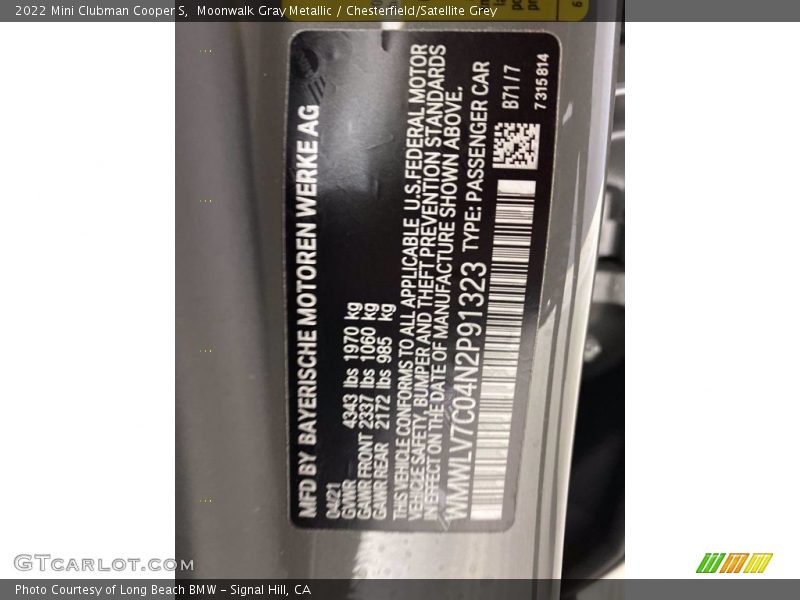 2022 Mini Clubman Cooper S, Moonwalk Gray Metallic / Chesterfield/Satellite Grey
MFD BY BAYERISCHE MOTOREN WERKE AG
04/21
GVWR 4343 lbs 1970 kg
GAWR FRONT 2337 lbs 1060 kg
GAWR REAR 2172 lbs 985 kg
THIS VEHICLE CONFORMS TO ALL APPLICABLE U.S.FEDERAL MOTOR
VEHICLE SAFETY, BUMPER AND THEFT PREVENTION STANDARDS
IN EFFECT ON THE DATE OF MANUFACTURE SHOWN ABOVE.
WMWLV7C04N2P91323 TYPE: PASSENGER CAR
B71/7
7315814
GTcarlot.com
Photo Courtesy of Long Beach BMW - Signal Hill, CA